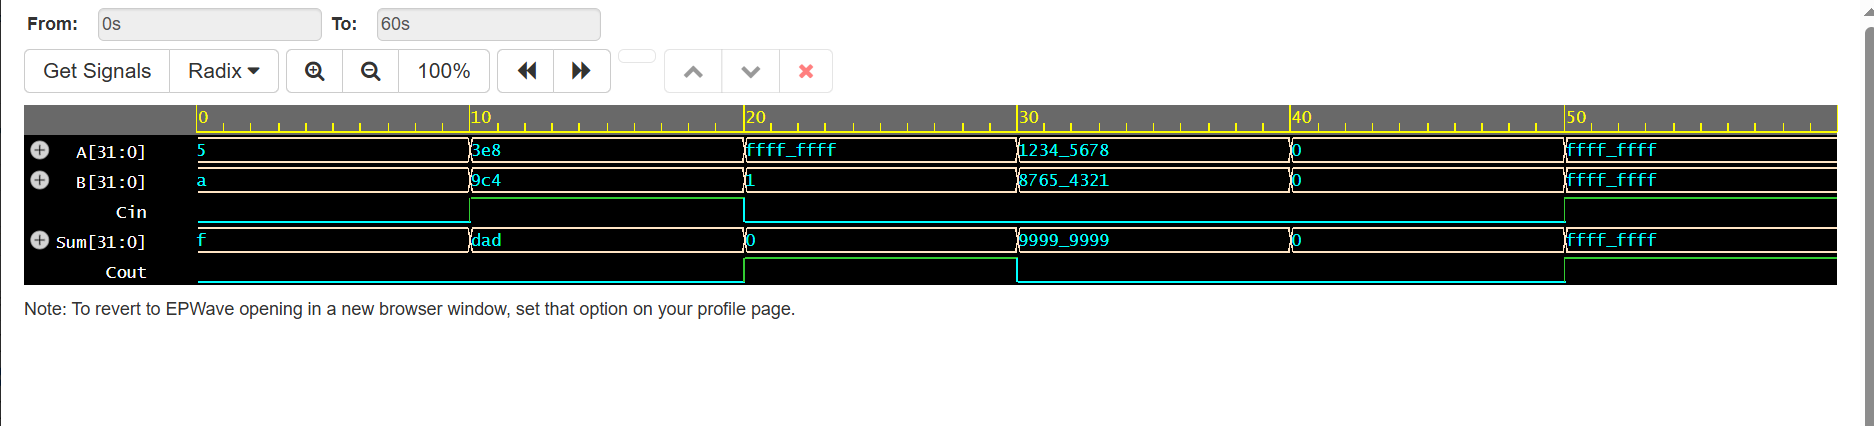 From: 0s To: 60s
Get Signals Radix 100%
0 10 20 30 40 50
A[31:0] 5 3e8 ffff_ffff 1234_5678 0 ffff_ffff
B[31:0] a 9c4 1 8765_4321 0 ffff_ffff
Cin
Sum[31:0] f dad 0 9999_9999 0 ffff_ffff
Cout
Note: To revert to EPWave opening in a new browser window, set that option on your profile page.